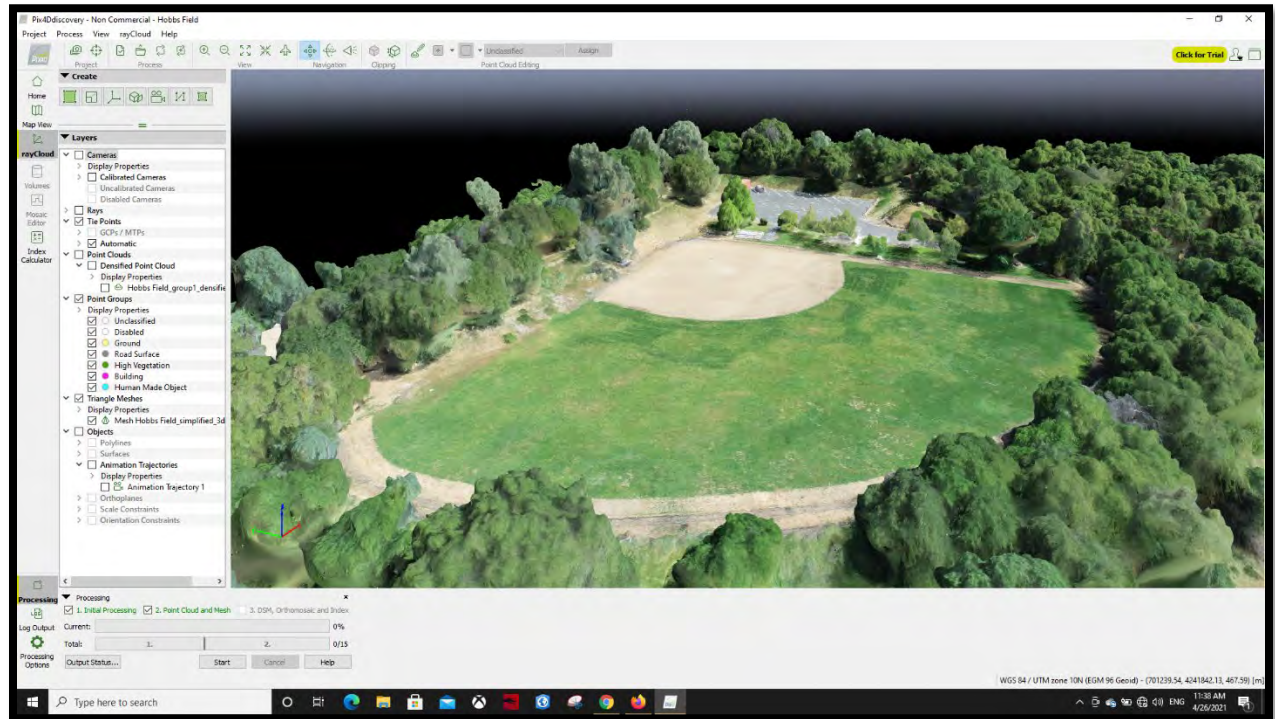 Pix4Ddiscovery - Non Commercial - Hobbs Field
Project Process View rayCloud Help
Unclassified Assign
Project Process View Navigation Clipping Point Cloud Editing
Click for Trial
Home
Map View
rayCloud
Volumes
Mosaic Editor
Index Calculator
Create
Layers
Cameras
Display Properties
Calibrated Cameras
Uncalibrated Cameras
Disabled Cameras
Rays
Tie Points
GCPs / MTPs
Automatic
Point Clouds
Densified Point Cloud
Display Properties
Hobbs Field_group1_densifie
Point Groups
Display Properties
Unclassified
Disabled
Ground
Road Surface
High Vegetation
Building
Human Made Object
Triangle Meshes
Display Properties
Mesh Hobbs Field_simplified_3d
Objects
Polylines
Surfaces
Animation Trajectories
Display Properties
Animation Trajectory 1
Orthoplanes
Scale Constraints
Orientation Constraints
Processing
Log Output
Processing Options
Processing
1. Initial Processing 2. Point Cloud and Mesh 3. DSM, Orthomosaic and Index
Current: 0%
Total: 1. 2. 0/15
Output Status... Start Cancel Help
WGS 84 / UTM zone 10N (EGM 96 Geoid) - (701239.54, 4241842.13, 467.59) [m]
Type here to search
ENG
11:38 AM
4/26/2021